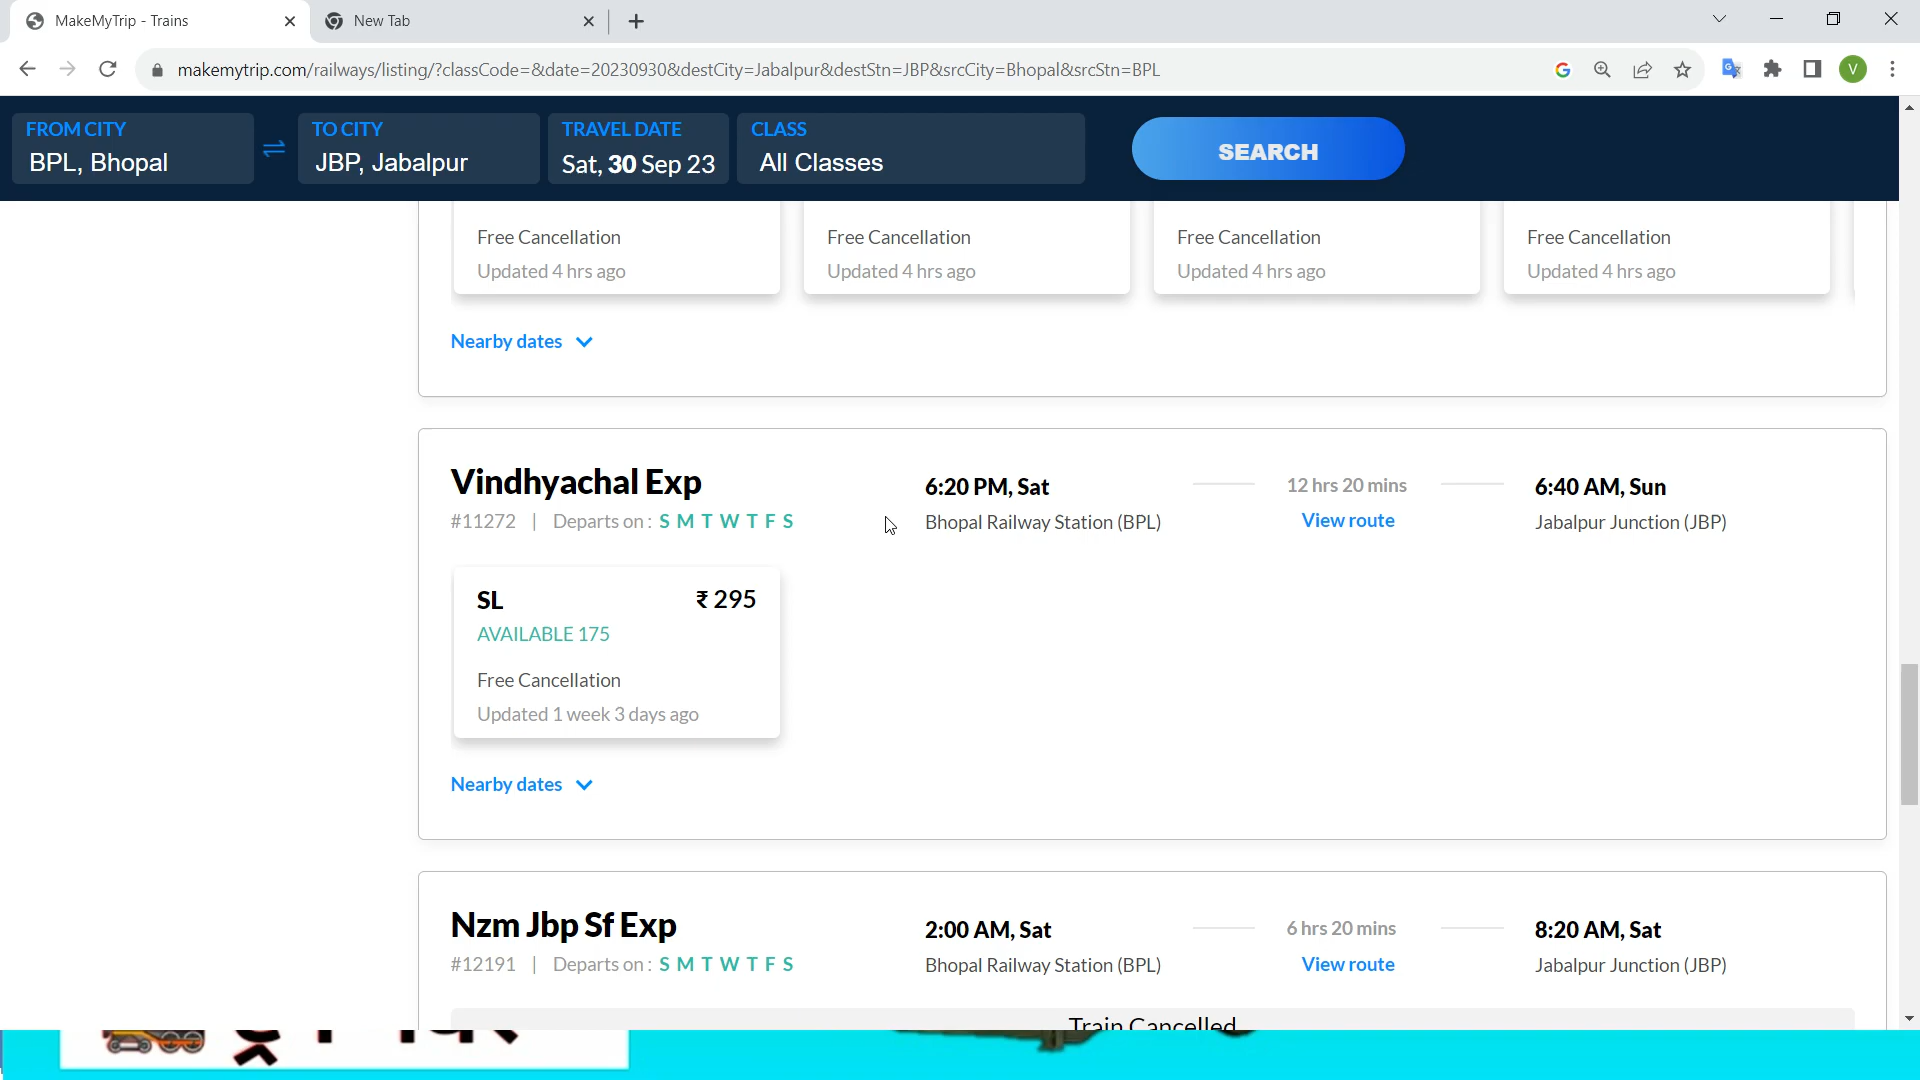 MakeMyTrip - Trains
New Tab
makemytrip.com/railways/listing/?classCode=&date=20230930&destCity=Jabalpur&destStn=JBP&srcCity=Bhopal&srcStn=BPL
V
FROM CITY
BPL, Bhopal
TO CITY
JBP, Jabalpur
TRAVEL DATE
Sat, 30 Sep 23
CLASS
All Classes
SEARCH
Free Cancellation
Updated 4 hrs ago
Free Cancellation
Updated 4 hrs ago
Free Cancellation
Updated 4 hrs ago
Free Cancellation
Updated 4 hrs ago
Nearby dates
Vindhyachal Exp
#11272 | Departs on : S M T W T F S
6:20 PM, Sat
Bhopal Railway Station (BPL)
12 hrs 20 mins
View route
6:40 AM, Sun
Jabalpur Junction (JBP)
SL ₹ 295
AVAILABLE 175
Free Cancellation
Updated 1 week 3 days ago
Nearby dates
Nzm Jbp Sf Exp
#12191 | Departs on : S M T W T F S
2:00 AM, Sat
Bhopal Railway Station (BPL)
6 hrs 20 mins
View route
8:20 AM, Sat
Jabalpur Junction (JBP)
Train Cancelled